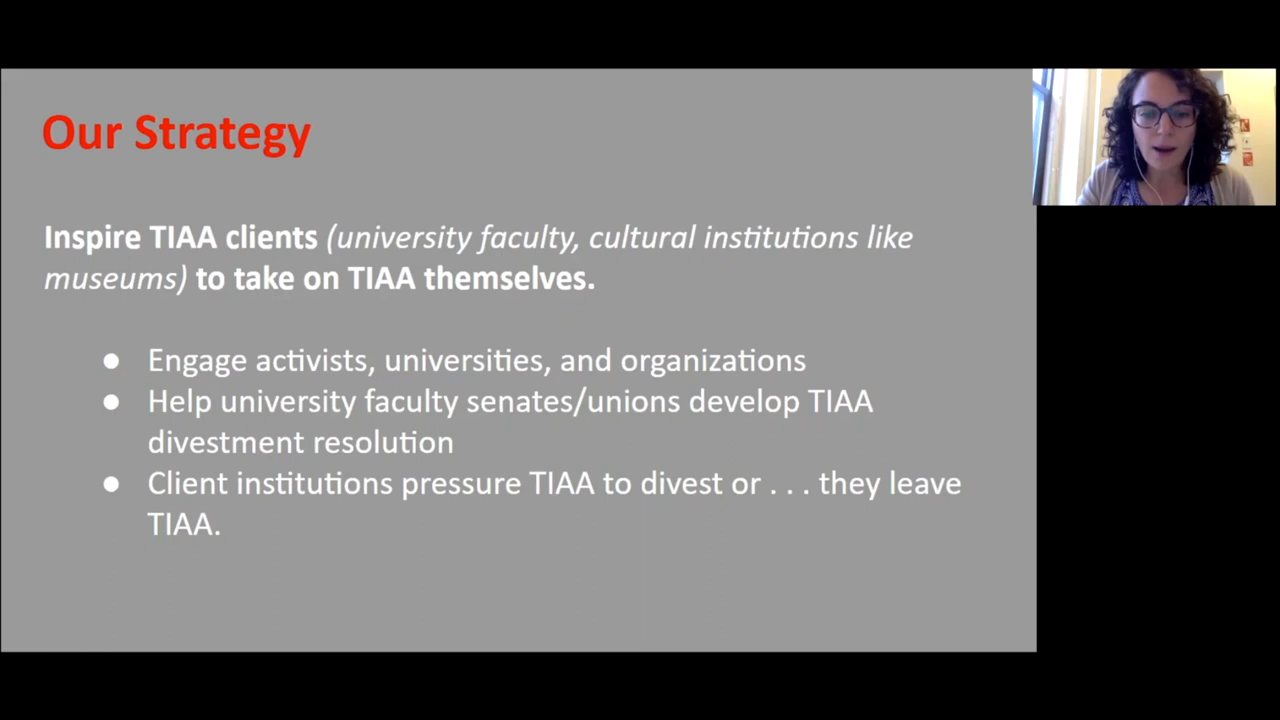 Our Strategy
Inspire TIAA clients (university faculty, cultural institutions like
museums) to take on TIAA themselves.
● Engage activists, universities, and organizations
● Help university faculty senates/unions develop TIAA
divestment resolution
● Client institutions pressure TIAA to divest or . . . they leave
TIAA.